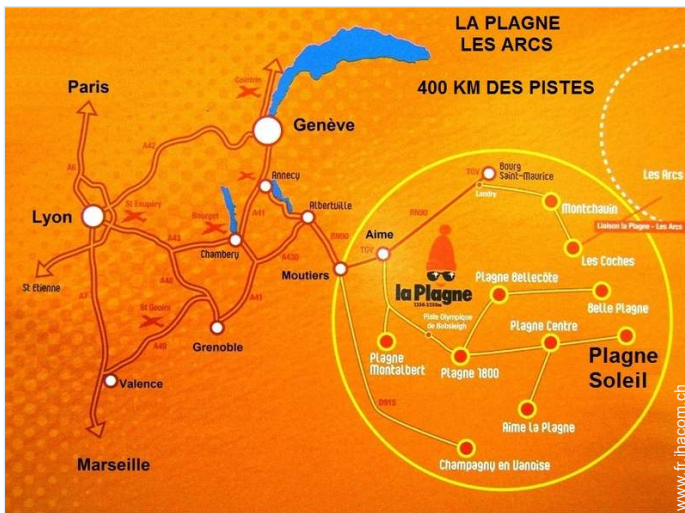 LA PLAGNE
LES ARCS
400 KM DES PISTES
Cointrin
Paris
Genève
A42
A6
Annecy
TGV
Bourg
Saint-Maurice
Landry
Les Arcs
St Exupéry
Bourget
A41
Albertville
Montchavin
Lyon
RN90
RN90
Aime
Liaison la Plagne - Les Arcs
A43
Chambery
A430
TGV
Les Coches
Moutiers
St Etienne
A7
A48
A41
la Plagne
Plagne Bellecôte
Belle Plagne
St Geoirs
Piste Olympique
de Bobsleigh
Plagne Centre
Grenoble
A49
Plagne
Montalbert
Plagne 1800
Plagne
Soleil
Valence
D915
Aime la Plagne
Marseille
Champagny en Vanoise
www.fr.ihacom.ch